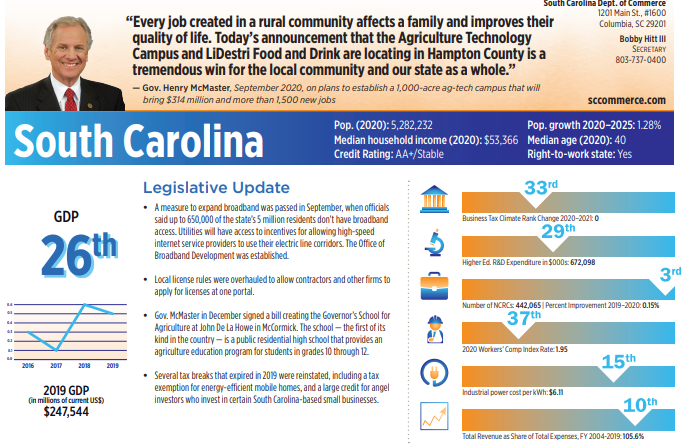 South Carolina Dept. of Commerce
1201 Main St., #1600
Columbia, SC 29201
Bobby Hitt III
SECRETARY
803-737-0400
sccommerce.com
“Every job created in a rural community affects a family and improves their
quality of life. Today’s announcement that the Agriculture Technology
Campus and LiDestri Food and Drink are locating in Hampton County is a
tremendous win for the local community and our state as a whole.”
— Gov. Henry McMaster, September 2020, on plans to establish a 1,000-acre ag-tech campus that will
bring $314 million and more than 1,500 new jobs
South Carolina
Pop. (2020): 5,282,232
Median household income (2020): $53,366
Credit Rating: AA+/Stable
Pop. growth 2020–2025: 1.28%
Median age (2020): 40
Right-to-work state: Yes
GDP
26th
2016 2017 2018 2019
2019 GDP
(in millions of current US$)
$247,544
Legislative Update
• A measure to expand broadband was passed in September, when officials
said up to 650,000 of the state’s 5 million residents don’t have broadband
access. Utilities will have access to incentives for allowing high-speed
internet service providers to use their electric line corridors. The Office of
Broadband Development was established.
• Local license rules were overhauled to allow contractors and other firms to
apply for licenses at one portal.
• Gov. McMaster in December signed a bill creating the Governor’s School for
Agriculture at John De La Howe in McCormick. The school — the first of its
kind in the country — is a public residential high school that provides an
agriculture education program for students in grades 10 through 12.
• Several tax breaks that expired in 2019 were reinstated, including a tax
exemption for energy-efficient mobile homes, and a large credit for angel
investors who invest in certain South Carolina-based small businesses.
33rd
Business Tax Climate Rank Change 2020–2021: 0
29th
Higher Ed. R&D Expenditure in $000s: 672,098
3rd
Number of NCRCs: 442,065 | Percent Improvement 2019–2020: 0.15%
37th
2020 Workers’ Comp Index Rate: 1.95
15th
Industrial power cost per kWh: $6.11
10th
Total Revenue as Share of Total Expenses, FY 2004-2019: 105.6%